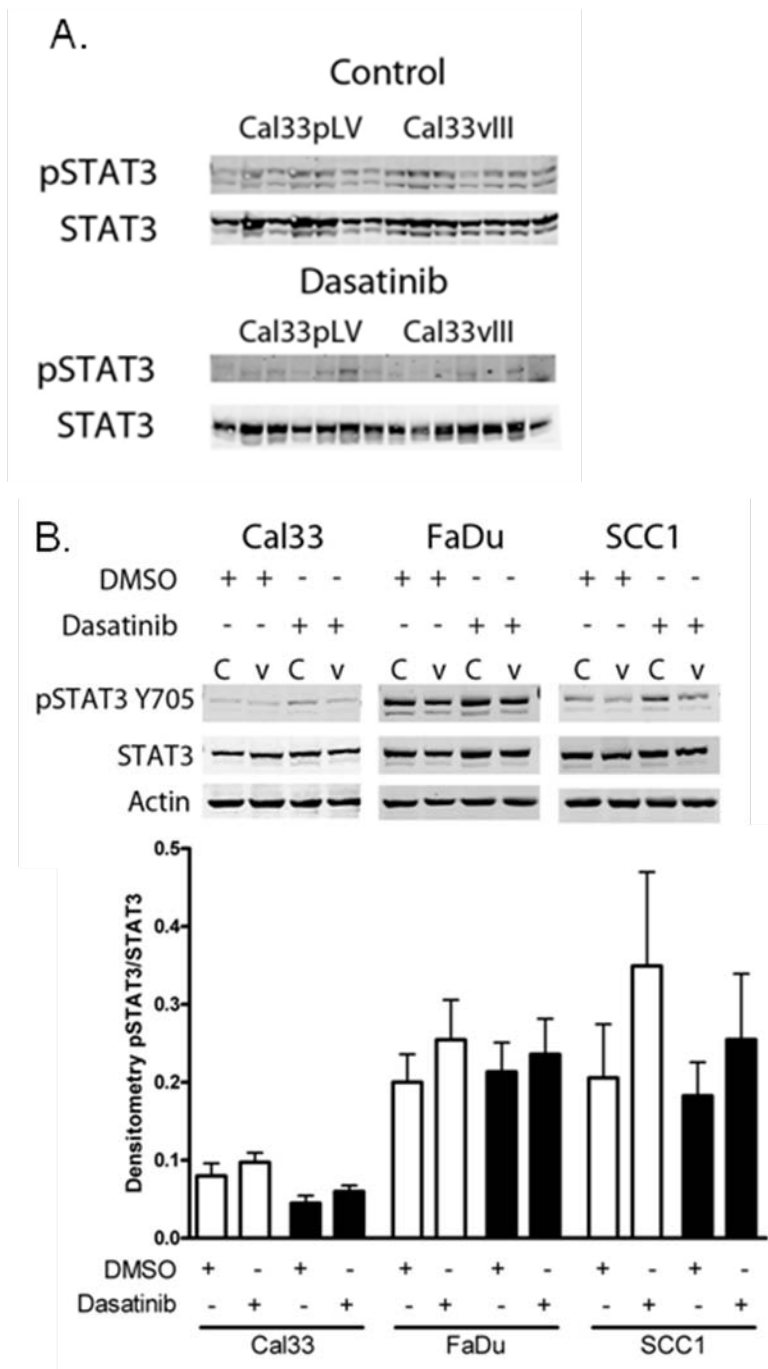 A.
Control
Cal33pLV Cal33vIII
pSTAT3
STAT3
Dasatinib
Cal33pLV Cal33vIII
pSTAT3
STAT3
B. Cal33 FaDu SCC1
DMSO + + - - + + - - + + - -
Dasatinib - - + + - - + + - - + +
C v C v C v C v C v C v
pSTAT3 Y705
STAT3
Actin
Densitometry pSTAT3/STAT3
0.5
0.4
0.3
0.2
0.1
0.0
DMSO + - + - + - + - + - + -
Dasatinib - + - + - + - + - + - +
Cal33 FaDu SCC1